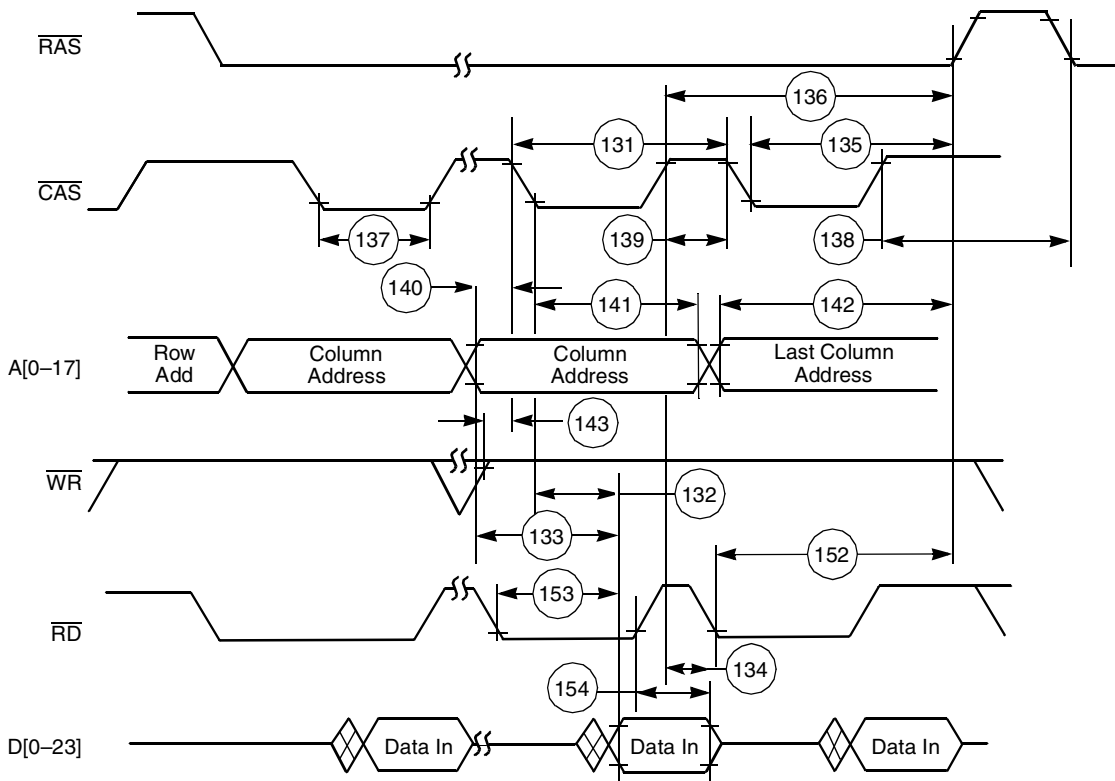 RAS
136
131
135
CAS
137
139
138
140
141
142
A[0–17]
Row
Add
Column
Address
Column
Address
Last Column
Address
143
WR
132
133
152
153
RD
134
154
D[0–23]
Data In
Data In
Data In